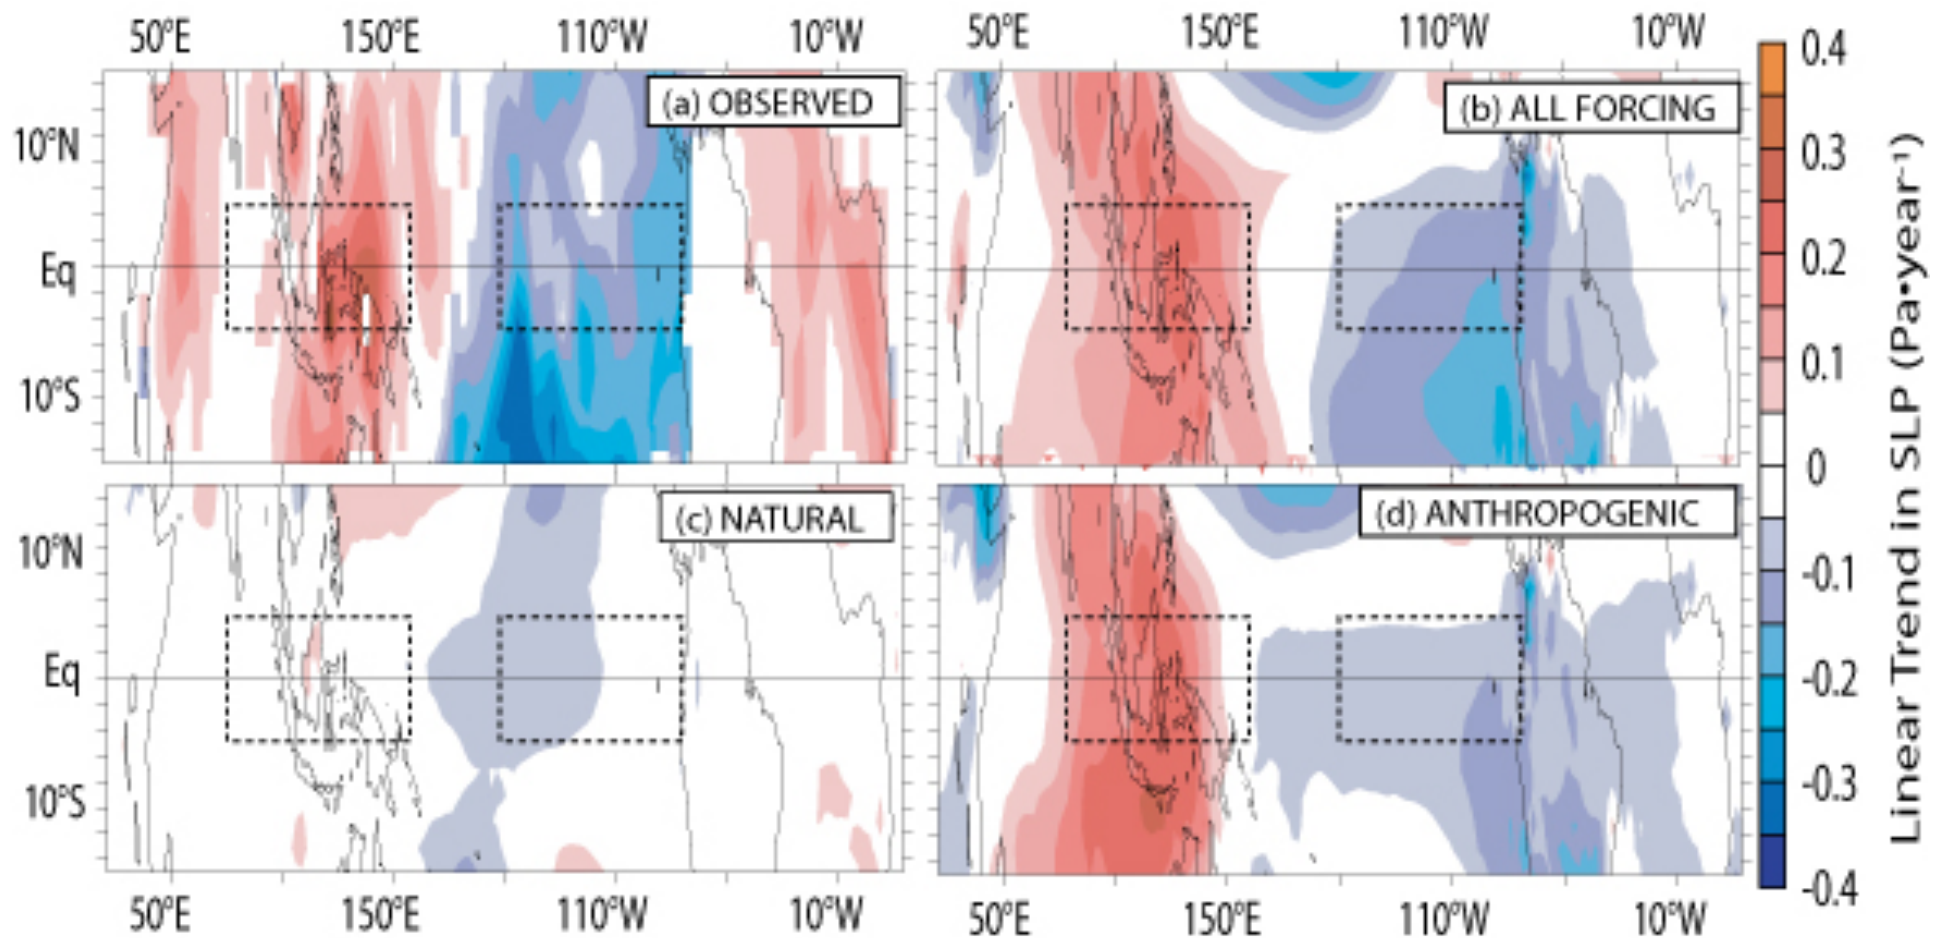 50°E 150°E 110°W 10°W 50°E 150°E 110°W 10°W
(a) OBSERVED
(b) ALL FORCING
10°N
Eq
10°S
(c) NATURAL
(d) ANTHROPOGENIC
10°N
Eq
10°S
50°E 150°E 110°W 10°W 50°E 150°E 110°W 10°W
0.4
0.3
0.2
0.1
0
-0.1
-0.2
-0.3
-0.4
Linear Trend in SLP (Pa•year⁻¹)